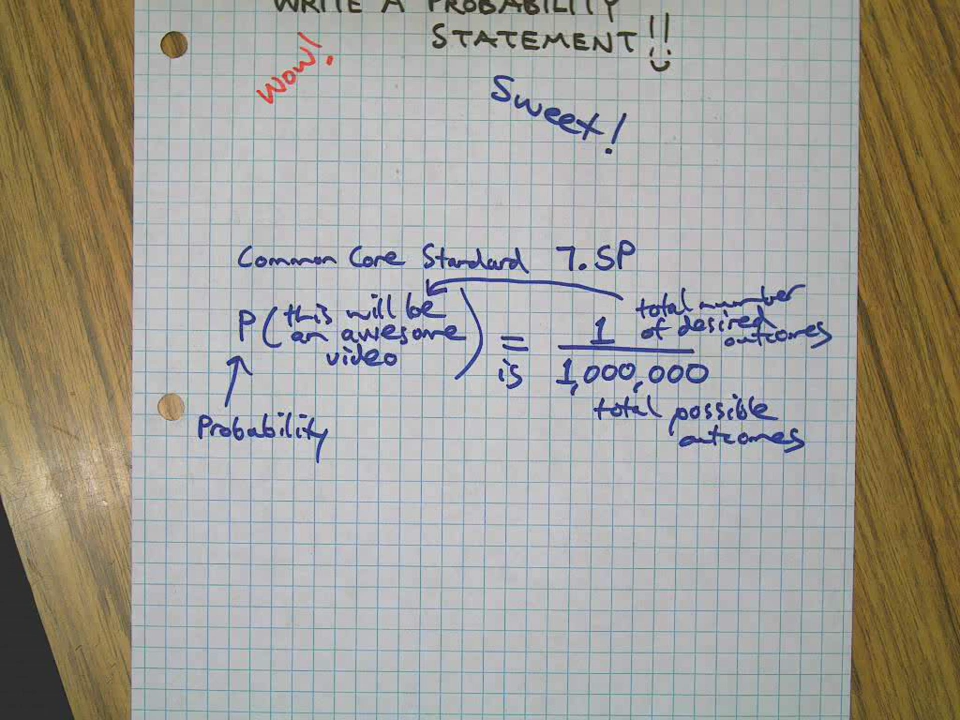 WRITE A PROBABILITY
STATEMENT!!
Wow!
Sweet!
Common Core Standard 7.SP
P(this will be an awesome video) = 1
total number
of desired
outcomes
is 1,000,000
total possible
outcomes
Probability